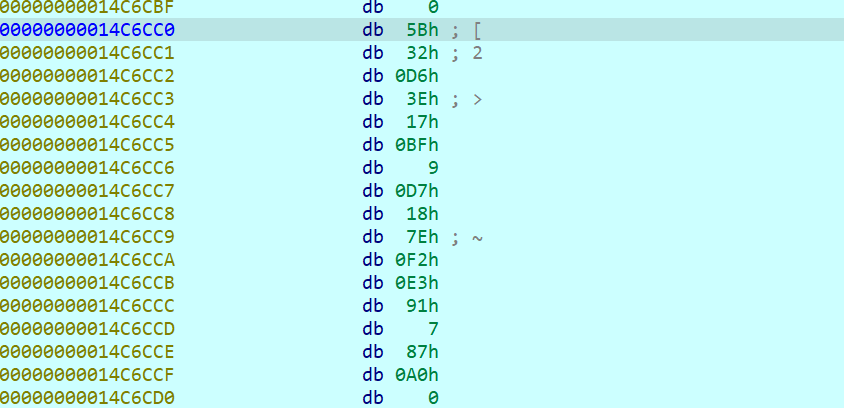 00000000014C6CBF db 0
00000000014C6CC0 db 5Bh ; [
00000000014C6CC1 db 32h ; 2
00000000014C6CC2 db 0D6h
00000000014C6CC3 db 3Eh ; >
00000000014C6CC4 db 17h
00000000014C6CC5 db 0BFh
00000000014C6CC6 db 9
00000000014C6CC7 db 0D7h
00000000014C6CC8 db 18h
00000000014C6CC9 db 7Eh ; ~
00000000014C6CCA db 0F2h
00000000014C6CCB db 0E3h
00000000014C6CCC db 91h
00000000014C6CCD db 7
00000000014C6CCE db 87h
00000000014C6CCF db 0A0h
00000000014C6CD0 db 0